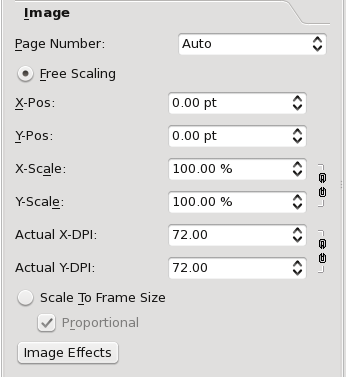 Image
Page Number: Auto
Free Scaling
X-Pos: 0.00 pt
Y-Pos: 0.00 pt
X-Scale: 100.00 %
Y-Scale: 100.00 %
Actual X-DPI: 72.00
Actual Y-DPI: 72.00
Scale To Frame Size
Proportional
Image Effects